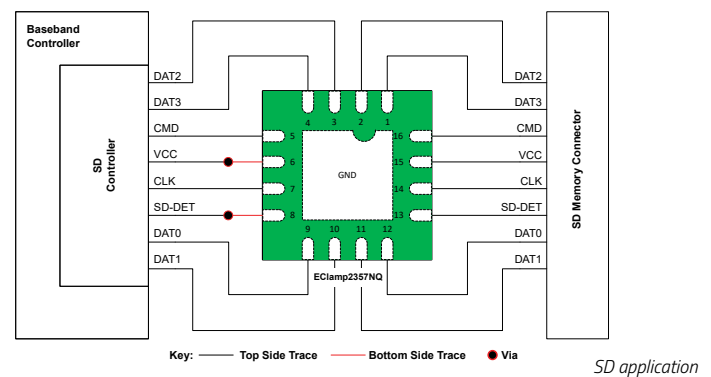 Baseband
Controller
SD
Controller
DAT2
DAT3
CMD
VCC
CLK
SD-DET
DAT0
DAT1
4 3 2 1
5
6
7
8
16
15
14
13
GND
9 10 11 12
EClamp2357NQ
DAT2
DAT3
CMD
VCC
CLK
SD-DET
DAT0
DAT1
SD Memory Connector
Key: Top Side Trace Bottom Side Trace Via
SD application